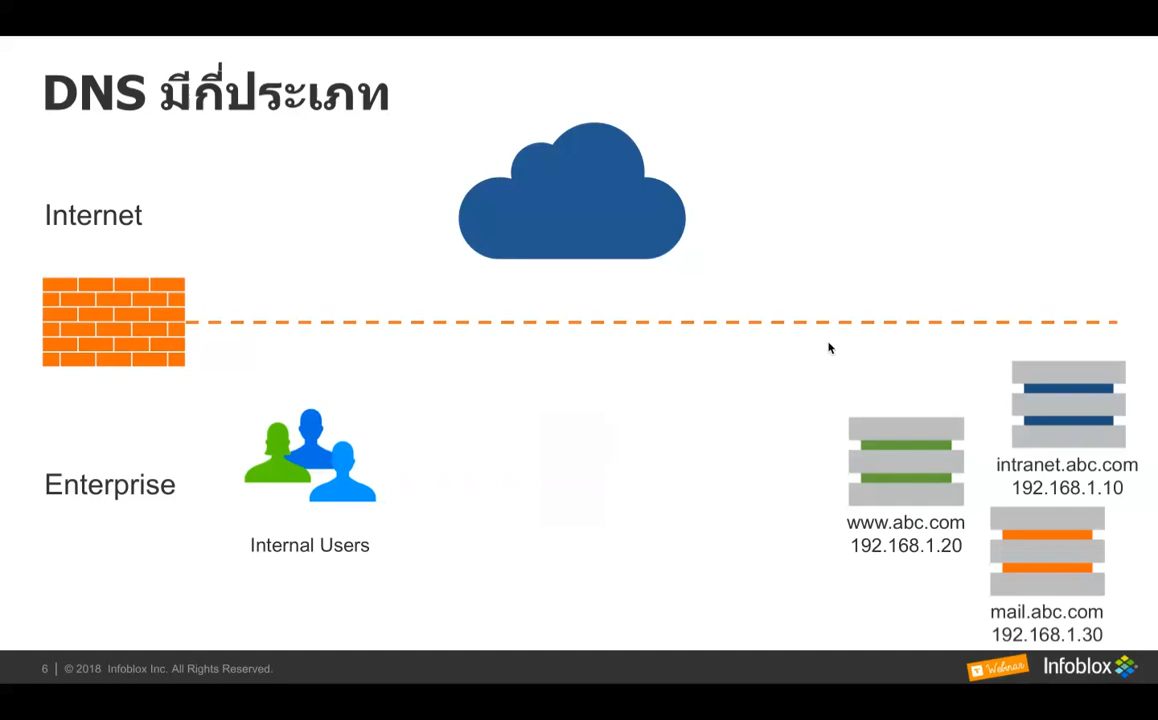 DNS มีกี่ประเภท
Internet
Enterprise
Internal Users
intranet.abc.com
192.168.1.10
www.abc.com
192.168.1.20
mail.abc.com
192.168.1.30
6 | © 2018 Infoblox Inc. All Rights Reserved.
Webinar
Infoblox